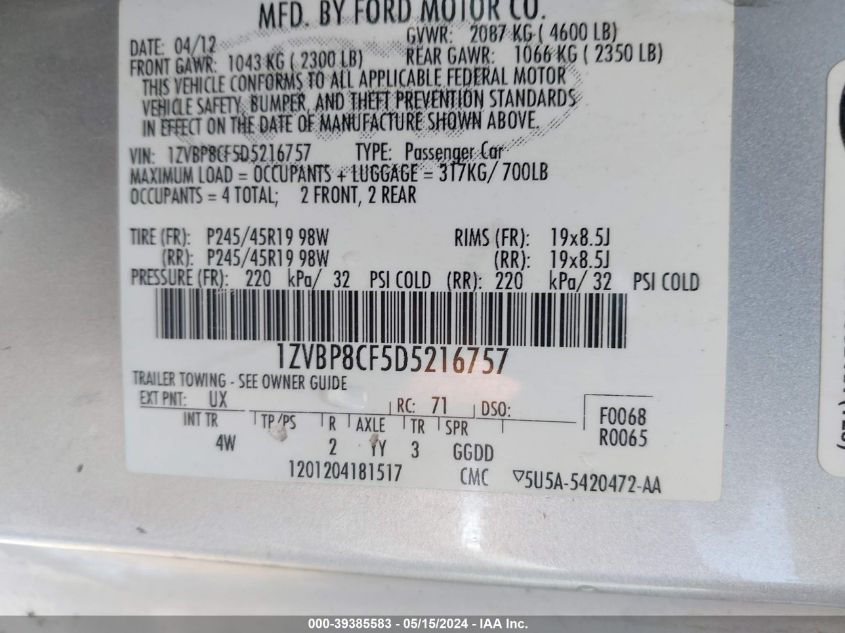 MFD. BY FORD MOTOR CO.
DATE: 04/12 GVWR: 2087 KG ( 4600 LB)
FRONT GAWR: 1043 KG ( 2300 LB) REAR GAWR: 1066 KG ( 2350 LB)
THIS VEHICLE CONFORMS TO ALL APPLICABLE FEDERAL MOTOR
VEHICLE SAFETY, BUMPER, AND THEFT PREVENTION STANDARDS
IN EFFECT ON THE DATE OF MANUFACTURE SHOWN ABOVE.
VIN: 1ZVBP8CF5D5216757 TYPE: Passenger Car
MAXIMUM LOAD = OCCUPANTS + LUGGAGE = 317KG/ 700LB
OCCUPANTS = 4 TOTAL; 2 FRONT, 2 REAR
TIRE (FR): P245/45R19 98W RIMS (FR): 19x8.5J
(RR): P245/45R19 98W (RR): 19x8.5J
PRESSURE (FR): 220 kPa/ 32 PSI COLD (RR): 220 kPa/ 32 PSI COLD
1ZVBP8CF5D5216757
TRAILER TOWING - SEE OWNER GUIDE
EXT PNT: UX RC: 71 DSO: F0068
INT TR TP/PS R AXLE TR SPR R0065
4W 2 YY 3 GGDD
1201204181517 CMC ▽5U5A-5420472-AA
000-39385583 - 05/15/2024 - IAA Inc.